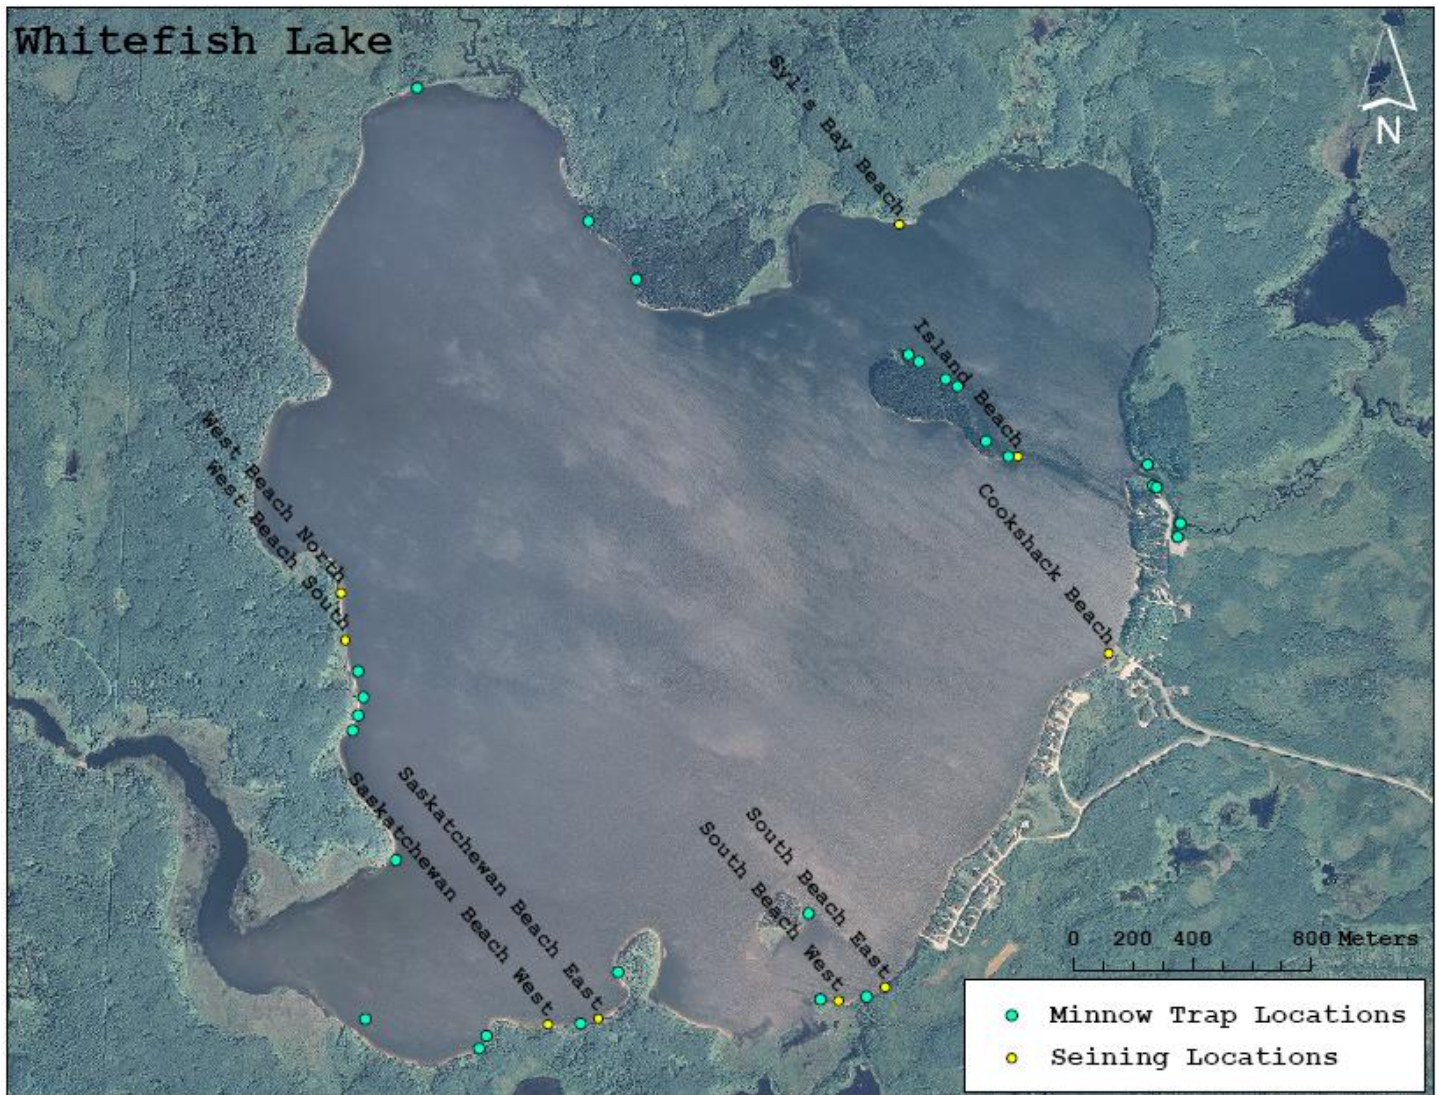 Whitefish Lake
Syl's Bay Beach
N
Island Beach
West Beach North
West Beach South
Cookshack Beach
Saskatchewan Beach East
Saskatchewan Beach West
South Beach East
South Beach West
0 200 400 800 Meters
Minnow Trap Locations
Seining Locations